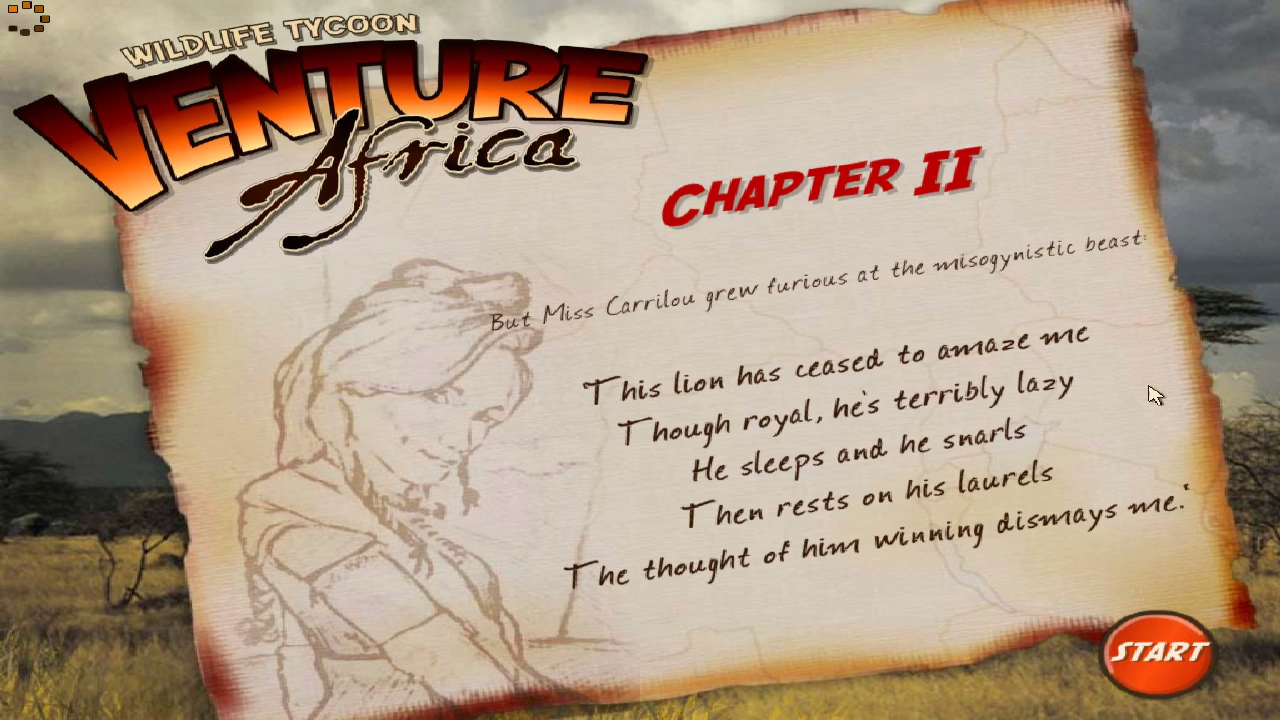 WILDLIFE TYCOON
VENTURE
Africa
CHAPTER II
But Miss Carrilou grew furious at the misogynistic beast:
This lion has ceased to amaze me
Though royal, he's terribly lazy
He sleeps and he snarls
Then rests on his laurels
The thought of him winning dismays me."
START